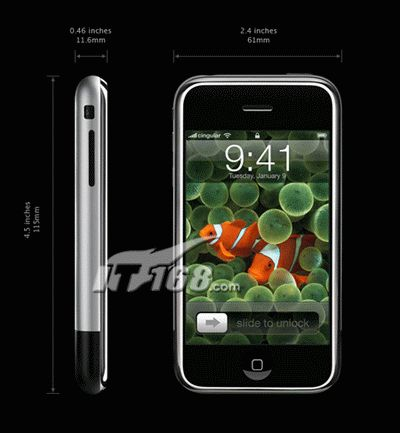 0.46 inches
11.6mm
2.4 inches
61mm
4.5 inches
115mm
cingular
9:41
Tuesday, January 9
IT168.com
slide to unlock